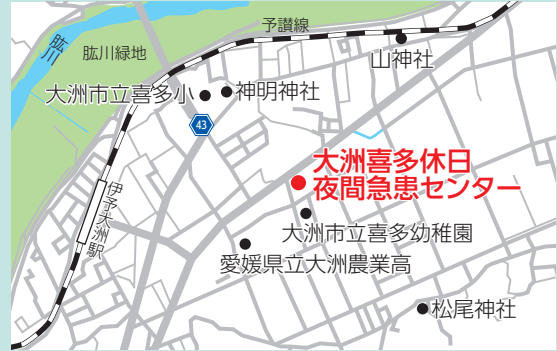 予讃線
肱川
肱川緑地
山神社
大洲市立喜多小
神明神社
43
大洲喜多休日
夜間急患センター
伊予大洲駅
大洲市立喜多幼稚園
愛媛県立大洲農業高
松尾神社